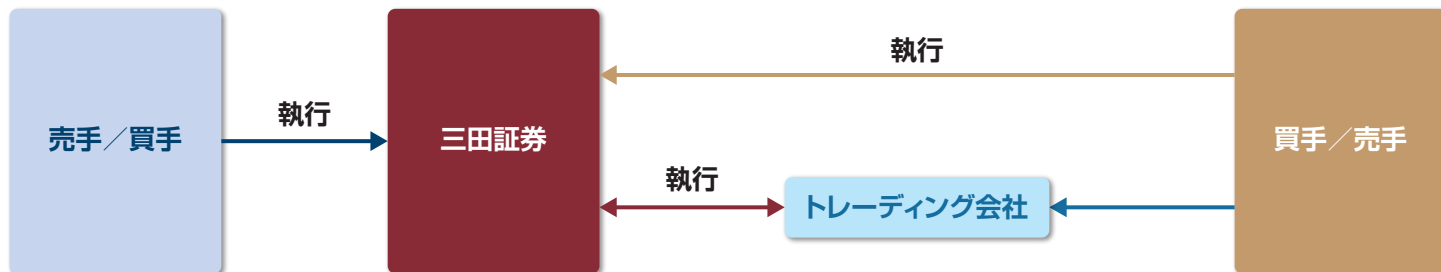 売手／買手
執行
三田証券
執行
執行
トレーディング会社
買手／売手